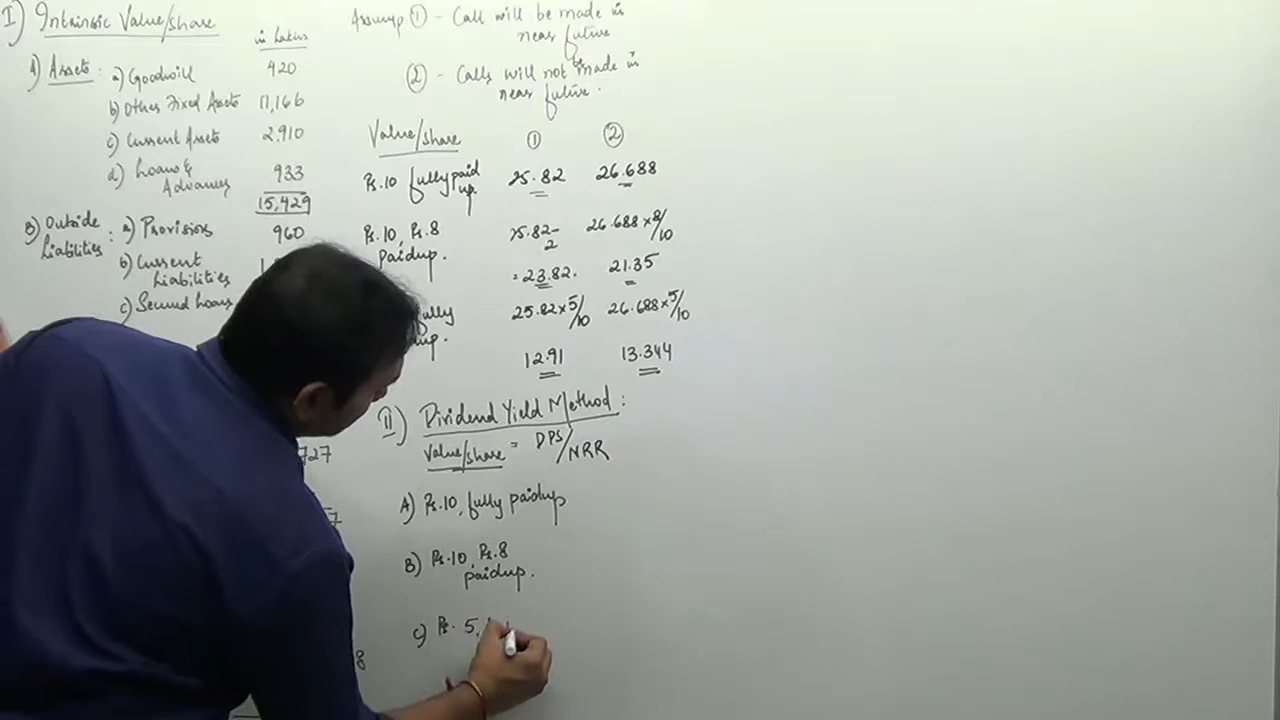 I) Intrinsic Value/share
in Lakhs
A) Assets : a) Goodwill 420
b) Other Fixed Assets 11,166
c) Current Assets 2,910
d) Loans & Advances 933
15,429
B) Outside Liabilities : a) Provisions 960
b) Current Liabilities
c) Secured Loans
727
8
Assump ① - Call will be made in
near future
② - Calls will not be made in
near future.
Value/share ① ②
Rs.10 fully paid up. 25.82 26.688
Rs.10, Rs.8 Paidup. 25.82-2 26.688 x 8/10
= 23.82. 21.35
fully 25.82 x 5/10 26.688 x 5/10
up. 12.91 13.344
II) Dividend Yield Method :
Value/share = DPS/NRR
A) Rs.10, fully paidup
B) Rs.10, Rs.8
paidup.
C) Rs. 5,